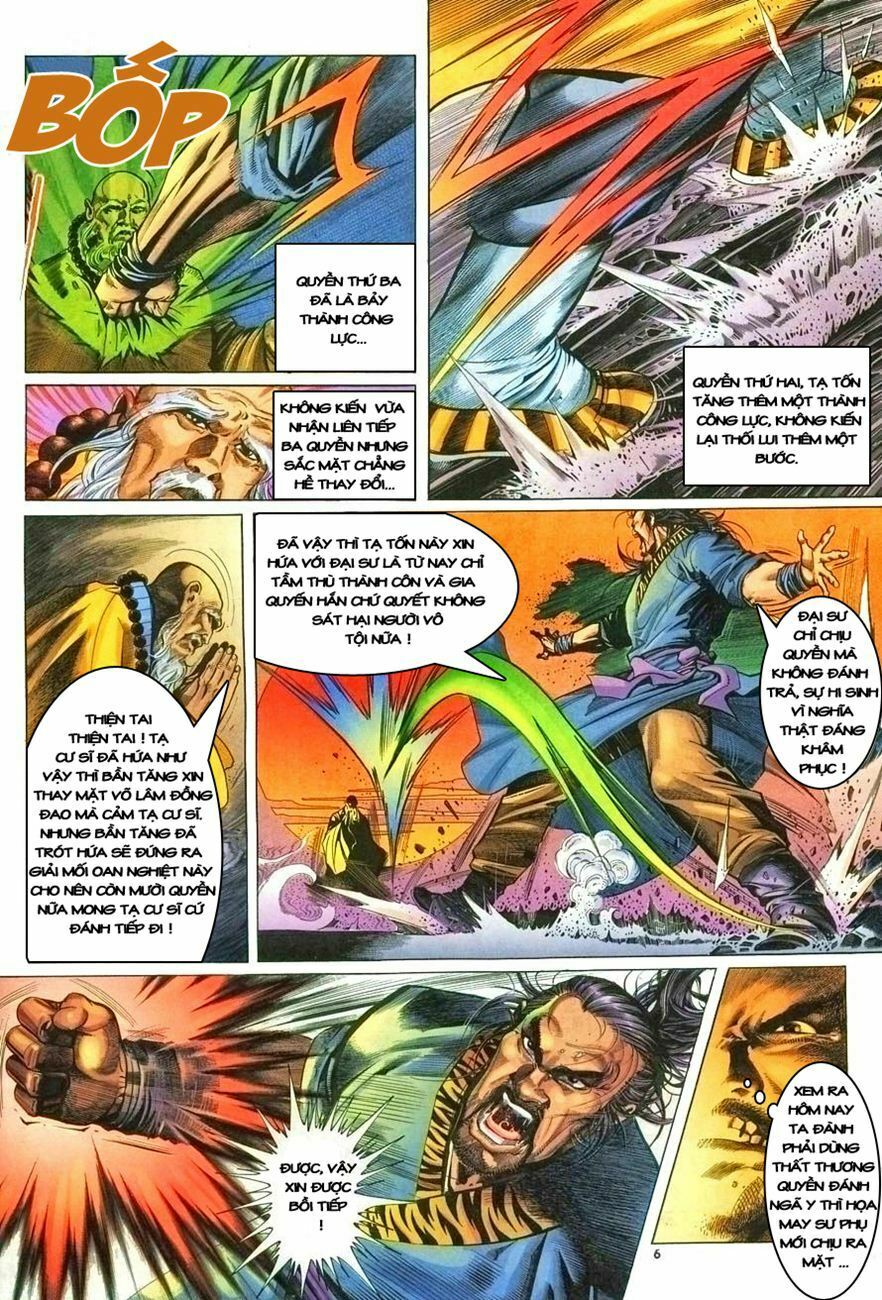 QUYỀN THỨ HAI, TẠ TỐN
TĂNG THÊM MỘT THÀNH
CÔNG LỰC, KHÔNG KIẾN
LẠI THỐI LUI THÊM MỘT
BƯỚC.
BỐP
QUYỀN THỨ BA
ĐÃ LÀ BẢY
THÀNH CÔNG
LỰC...
KHÔNG KIẾN VỪA
NHẬN LIÊN TIẾP
BA QUYỀN NHƯNG
SẮC MẶT CHẲNG
HỀ THAY ĐỔI...
ĐẠI SƯ
CHỈ CHỊU
QUYỀN MÀ
KHÔNG ĐÁNH
TRẢ, SỰ HI SINH
VÌ NGHĨA
THẬT ĐÁNG
KHÂM
PHỤC !
ĐÃ VẬY THÌ TẠ TỐN NÀY XIN
HỨA VỚI ĐẠI SƯ LÀ TỪ NAY CHỈ
TẦM THÙ THÀNH CÔN VÀ GIA
QUYẾN HẮN CHỨ QUYẾT KHÔNG
SÁT HẠI NGƯỜI VÔ
TỘI NỮA !
THIỆN TAI
THIỆN TAI ! TẠ
CƯ SĨ ĐÃ HỨA NHƯ
VẬY THÌ BẦN TĂNG XIN
THAY MẶT VÕ LÂM ĐỒNG
ĐAO MÀ CẢM TẠ CƯ SĨ.
NHƯNG BẦN TĂNG ĐÃ
TRÓT HỨA SẼ ĐỨNG RA
GIẢI MỐI OAN NGHIỆT NÀY
CHO NÊN CÒN MƯỜI QUYỀN
NỮA MONG TẠ CƯ SĨ CỨ
ĐÁNH TIẾP ĐI !
ĐƯỢC, VẬY
XIN ĐƯỢC
BỒI TIẾP
!
XEM RA
HÔM NAY
TA ĐÀNH
PHẢI DÙNG
THẤT THƯƠNG
QUYỀN ĐÁNH
NGÃ Y THÌ HỌA
MAY SƯ PHỤ
MỚI CHỊU RA
MẶT ...
6